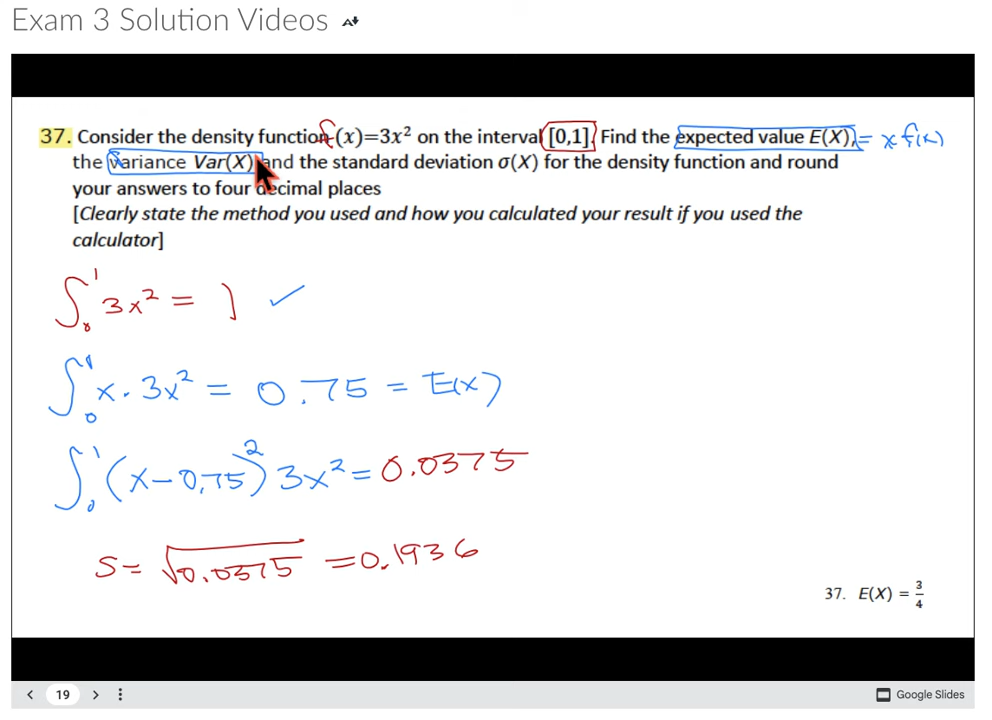 Exam 3 Solution Videos
37. Consider the density function f(x)=3x² on the interval [0,1]. Find the expected value E(X), = x f(x)
the variance Var(X) and the standard deviation σ(X) for the density function and round
your answers to four decimal places
[Clearly state the method you used and how you calculated your result if you used the
calculator]
∫₀¹ 3x² = 1 ✓
∫₀¹ x · 3x² = 0.75 = E(x)
∫₀¹ (x − 0.75)² 3x² = 0.0375
S = √0.0375 = 0.1936
37. E(X) = 3/4
19
Google Slides